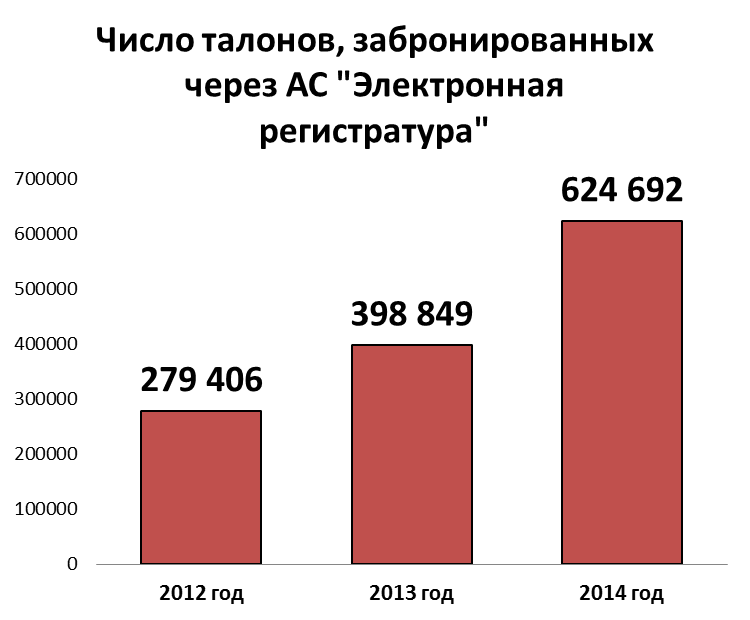 Число талонов, забронированных
через АС "Электронная
регистратура"
700000
600000
500000
400000
300000
200000
100000
0
279 406
398 849
624 692
2012 год
2013 год
2014 год